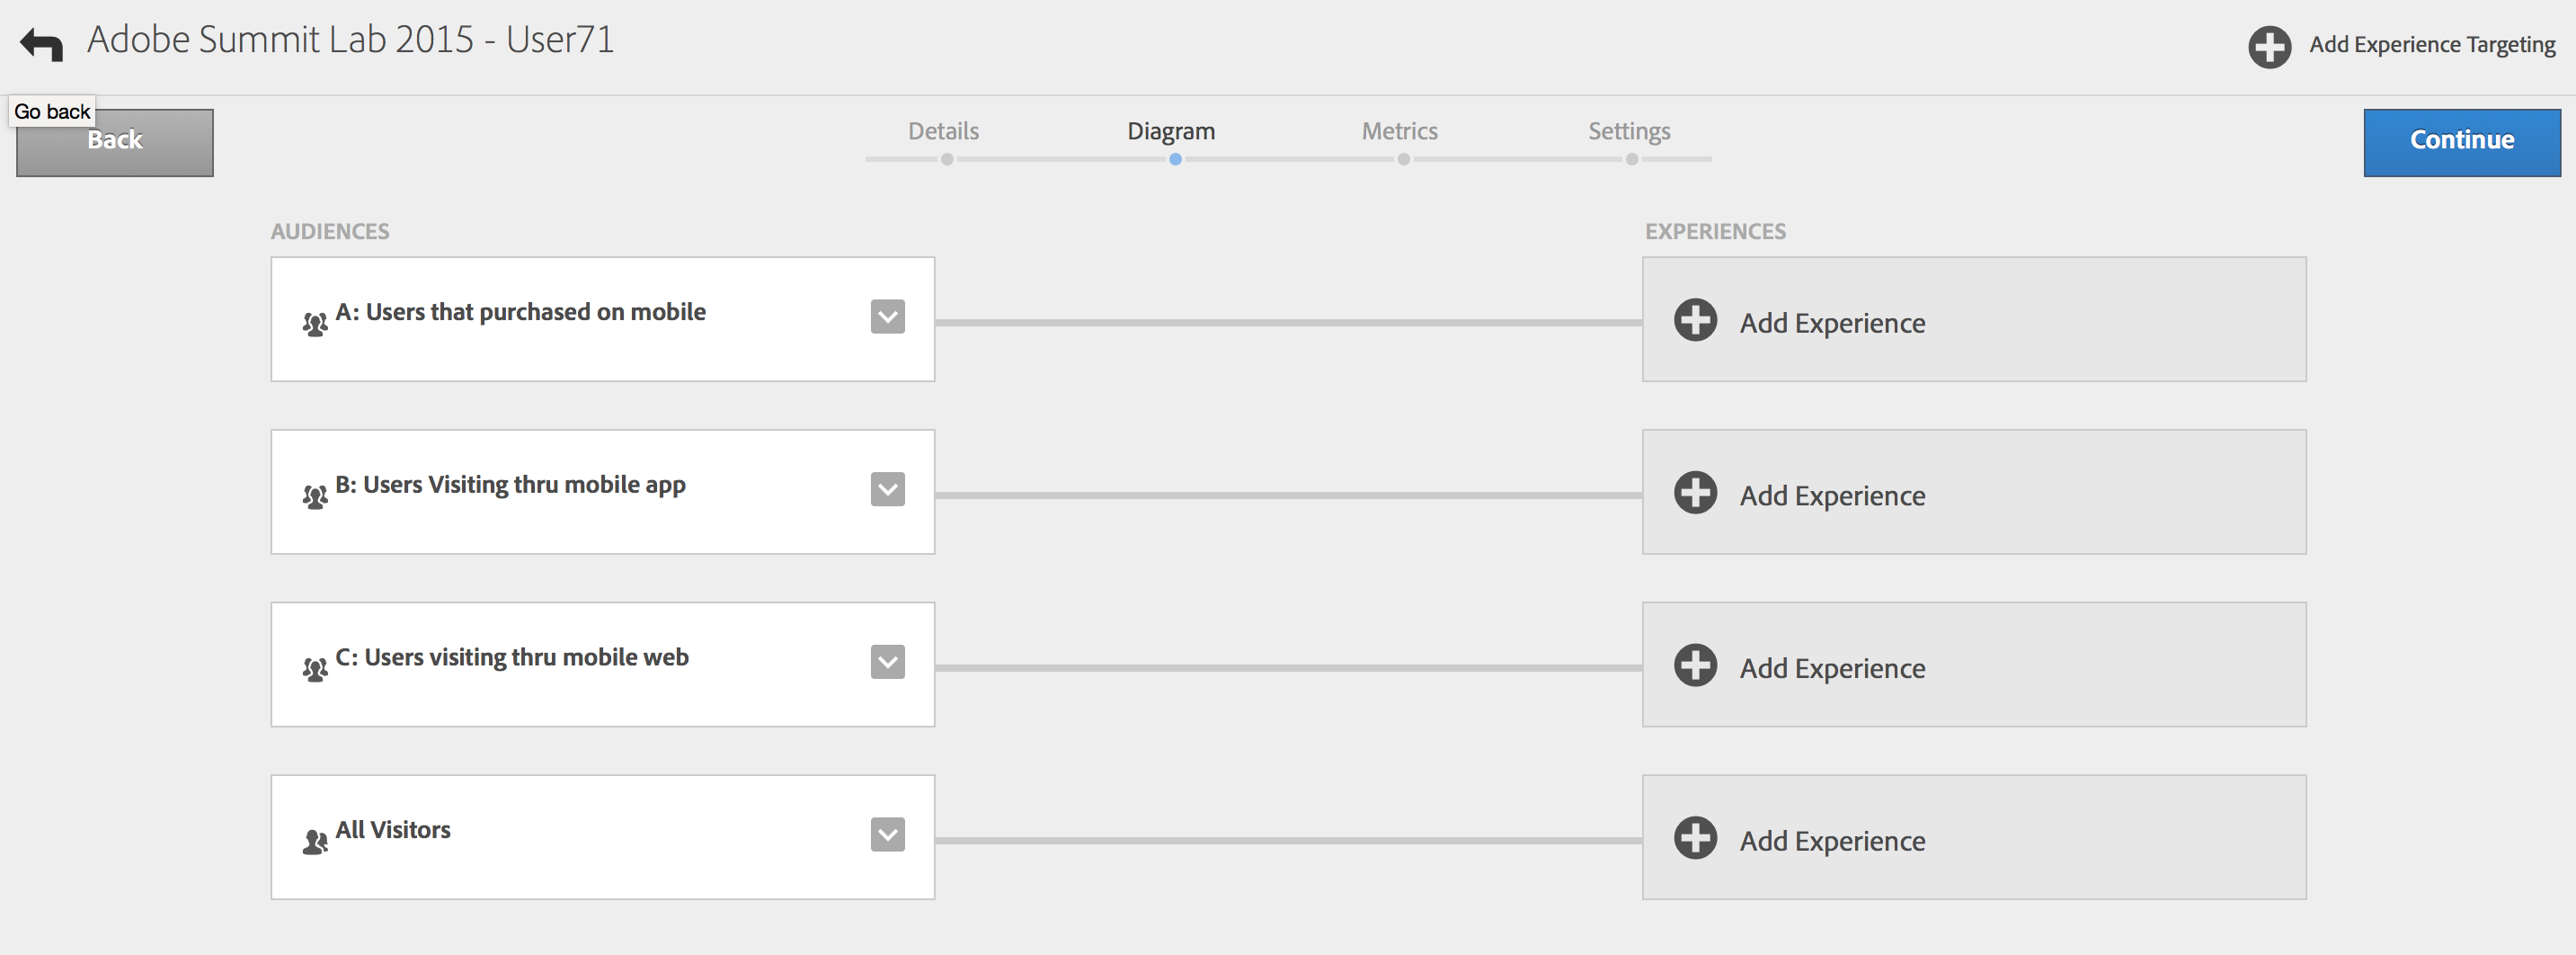 Adobe Summit Lab 2015 - User71
Add Experience Targeting
Go back
Back
Details
Diagram
Metrics
Settings
Continue
AUDIENCES
EXPERIENCES
A: Users that purchased on mobile
Add Experience
B: Users Visiting thru mobile app
Add Experience
C: Users visiting thru mobile web
Add Experience
All Visitors
Add Experience